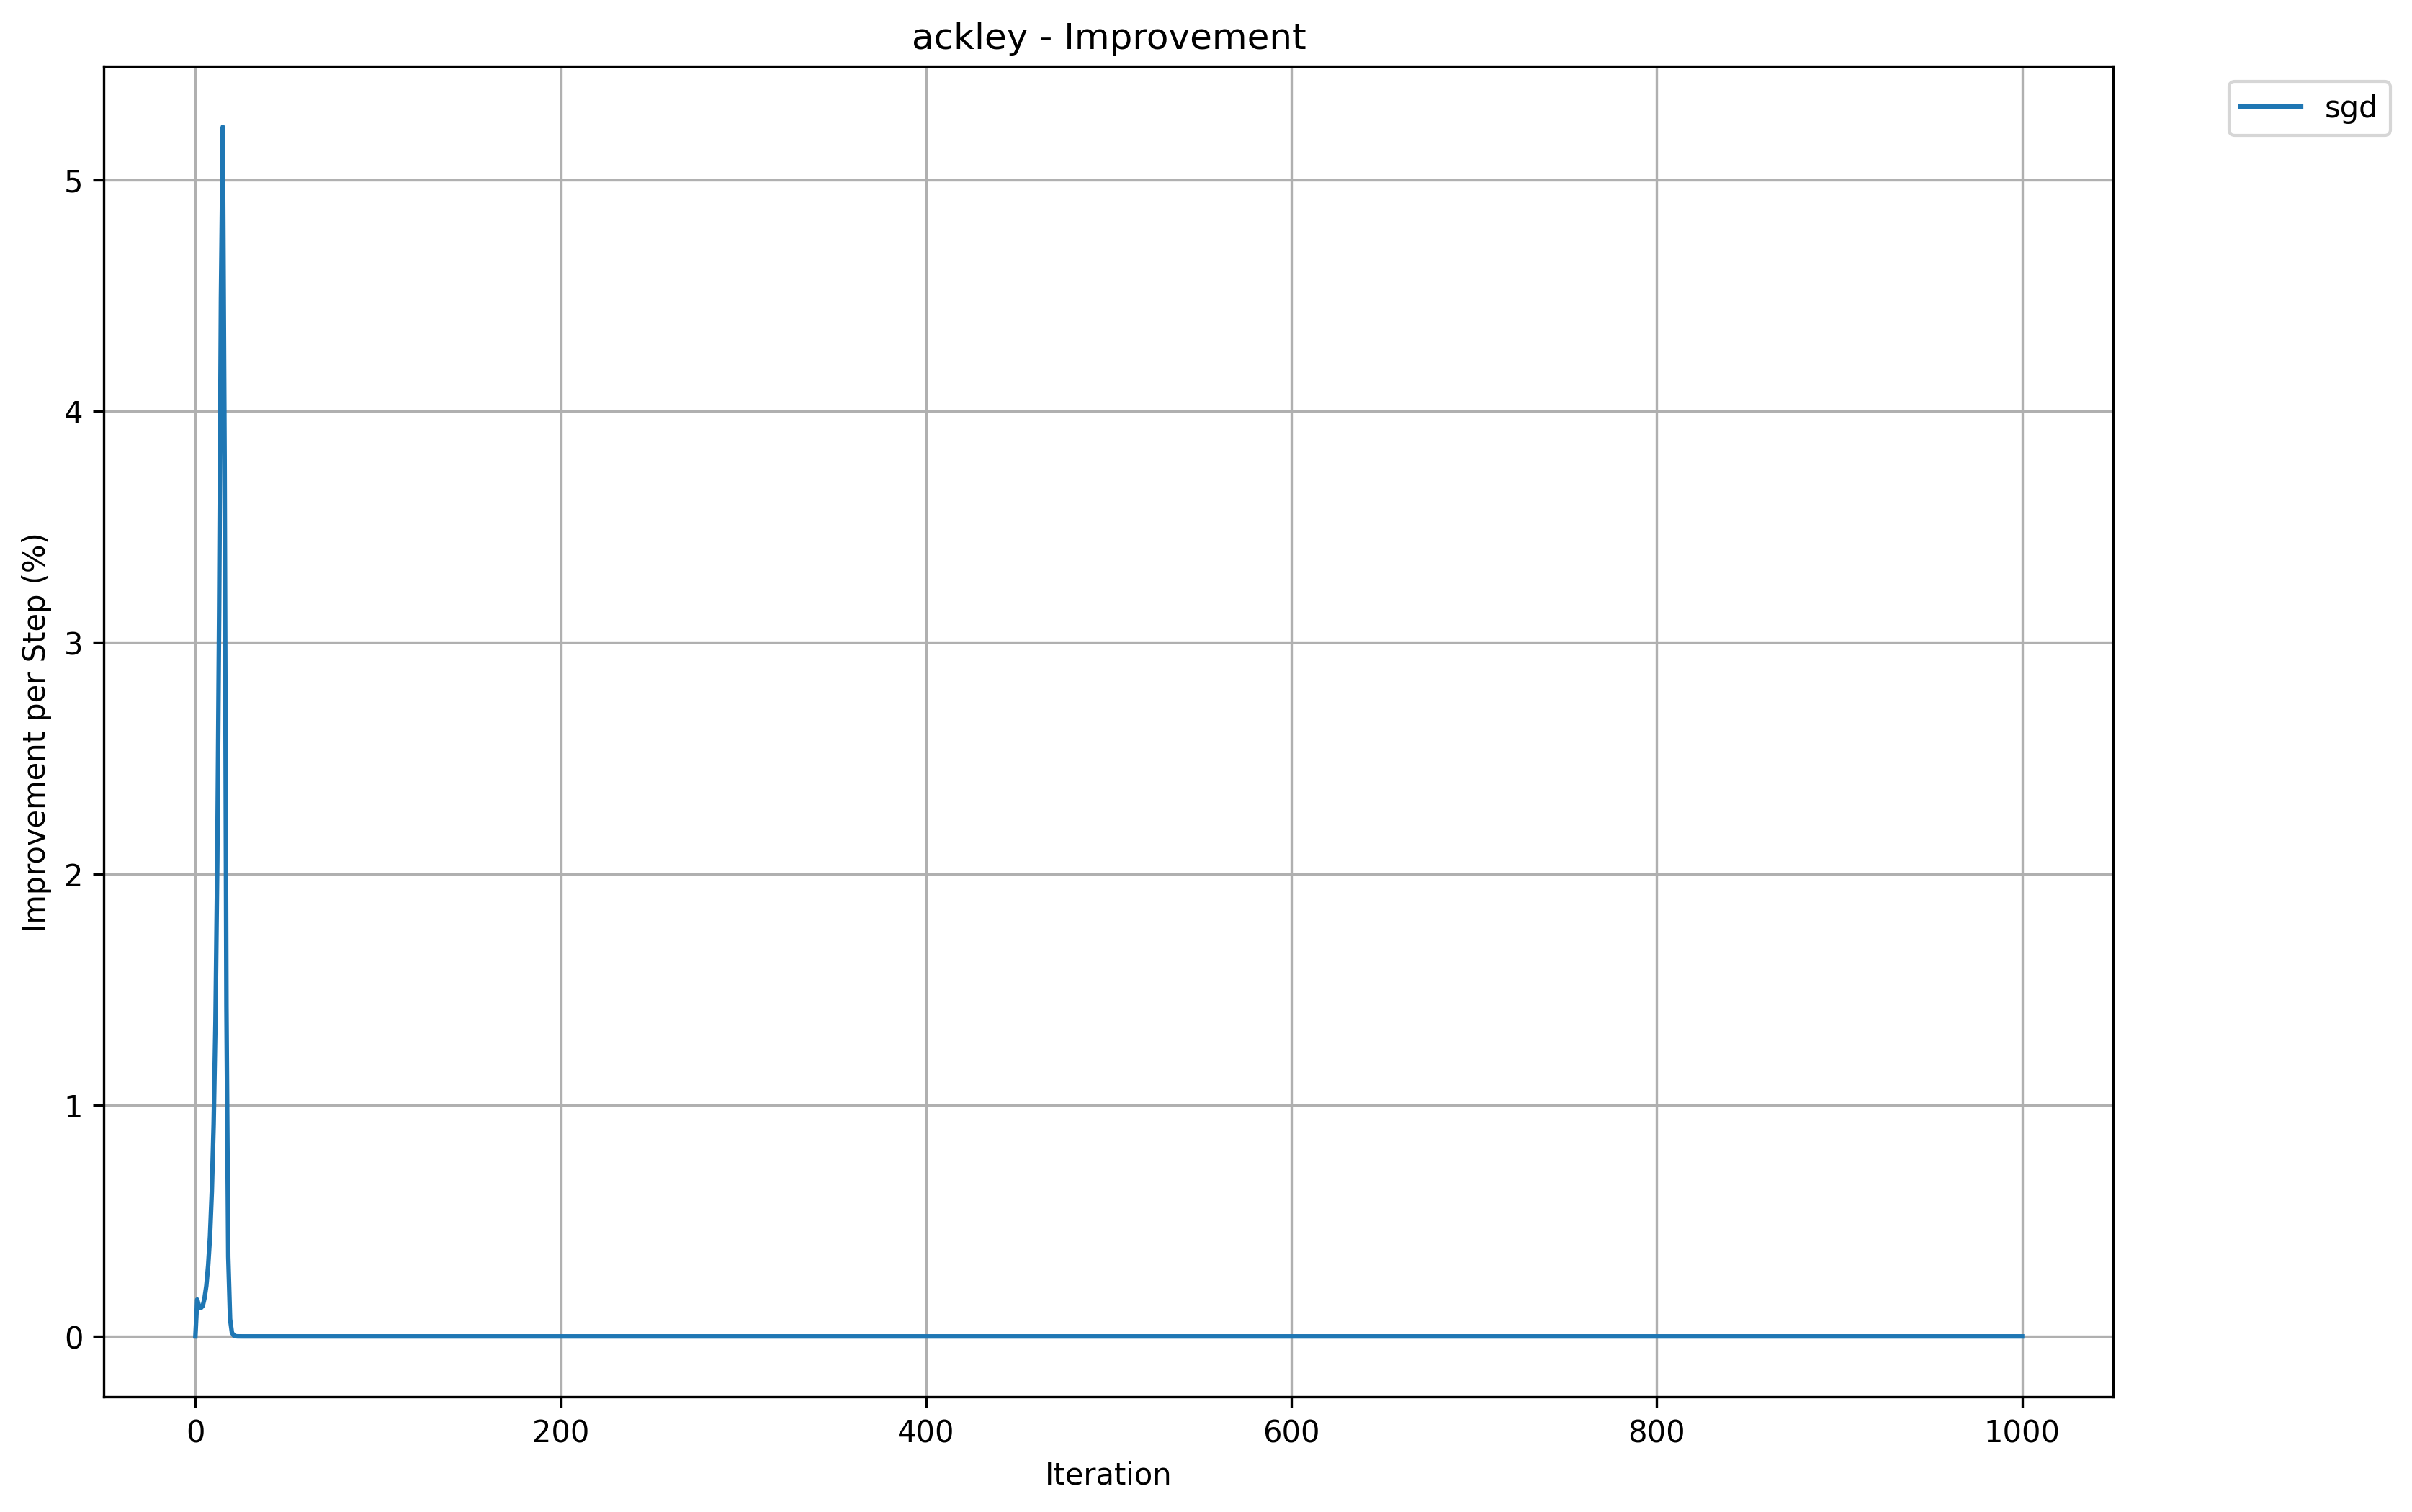 ackley - Improvement
sgd
Improvement per Step (%)
5
4
3
2
1
0
0 200 400 600 800 1000
Iteration